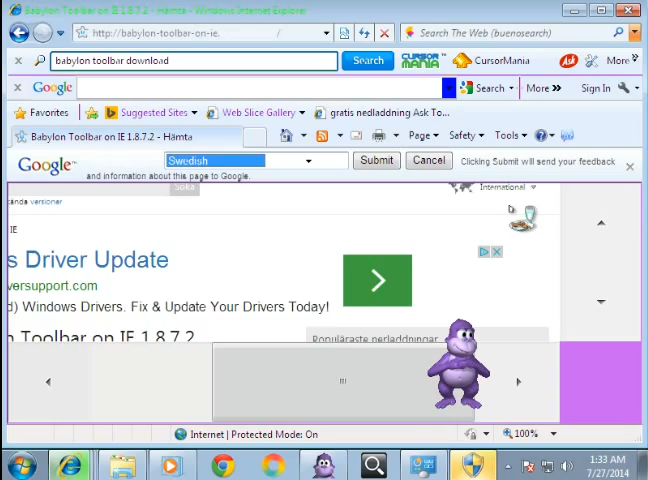 Babylon Toolbar on IE 1.8.7.2 - Hämta - Windows Internet Explorer
http://babylon-toolbar-on-ie. /
Search The Web (buenosearch)
babylon toolbar download Search CURSOR MANIA CursorMania Ask More »
Google Search More » Sign In
Favorites Suggested Sites Web Slice Gallery gratis nedladdning Ask To...
Babylon Toolbar on IE 1.8.7.2 - Hämta Page Safety Tools
Google™ Swedish Submit Cancel Clicking Submit will send your feedback
and information about this page to Google.
Söka International
kända versioner
IE
s Driver Update
versupport.com
d) Windows Drivers. Fix & Update Your Drivers Today!
n Toolbar on IE 1.8.7.2 Populäraste nerladdningar
Internet | Protected Mode: On 100%
1:33 AM
7/27/2014